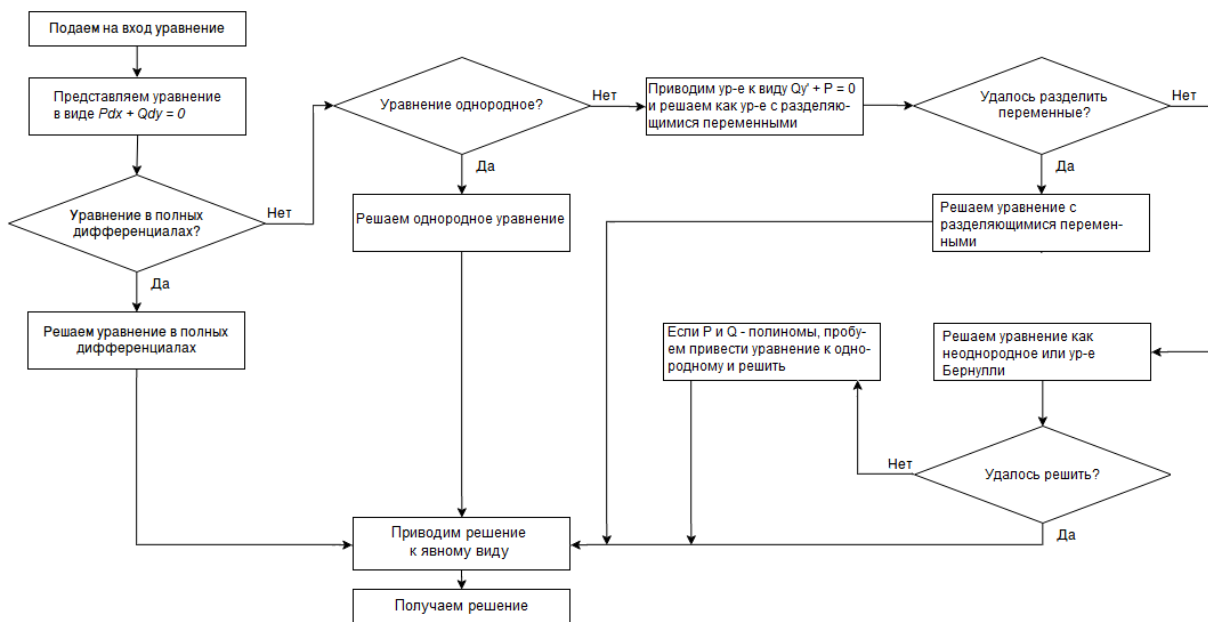 Подаем на вход уравнение
Представляем уравнение
в виде Pdx + Qdy = 0
Уравнение в полных
дифференциалах?
Нет
Да
Решаем уравнение в полных
дифференциалах
Уравнение однородное?
Нет
Да
Решаем однородное уравнение
Приводим ур-е к виду Qy' + P = 0
и решаем как ур-е с разделяю-
щимися переменными
Удалось разделить
переменные?
Нет
Да
Решаем уравнение с
разделяющимися перемен-
ными
Решаем уравнение как
неоднородное или ур-е
Бернулли
Удалось решить?
Нет
Да
Если P и Q - полиномы, пробу-
ем привести уравнение к одно-
родному и решить
Приводим решение
к явному виду
Получаем решение